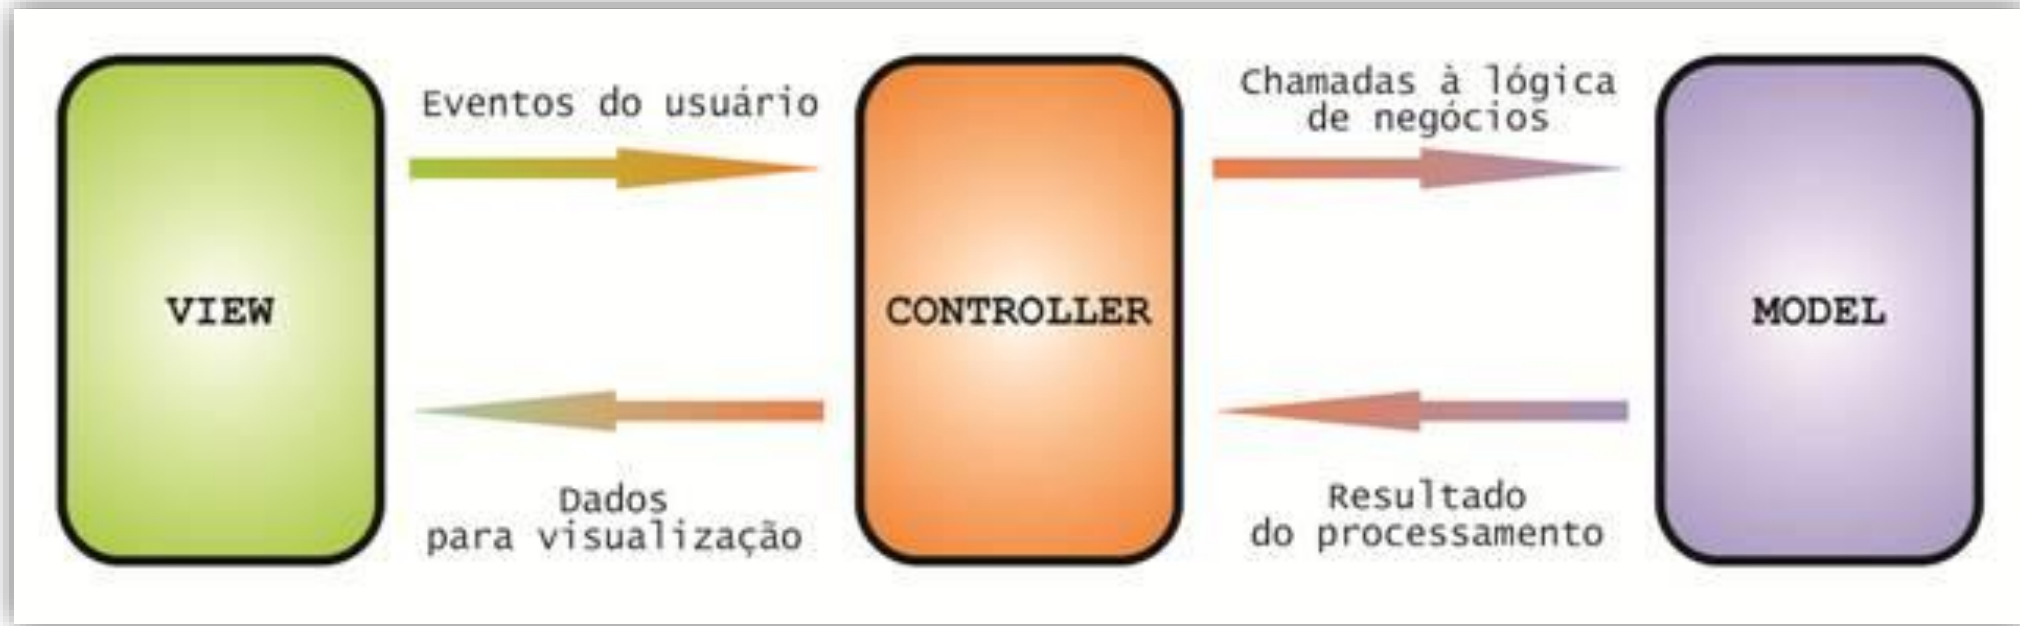 Eventos do usuário
Chamadas à lógica
de negócios
VIEW
CONTROLLER
MODEL
Dados
para visualização
Resultado
do processamento